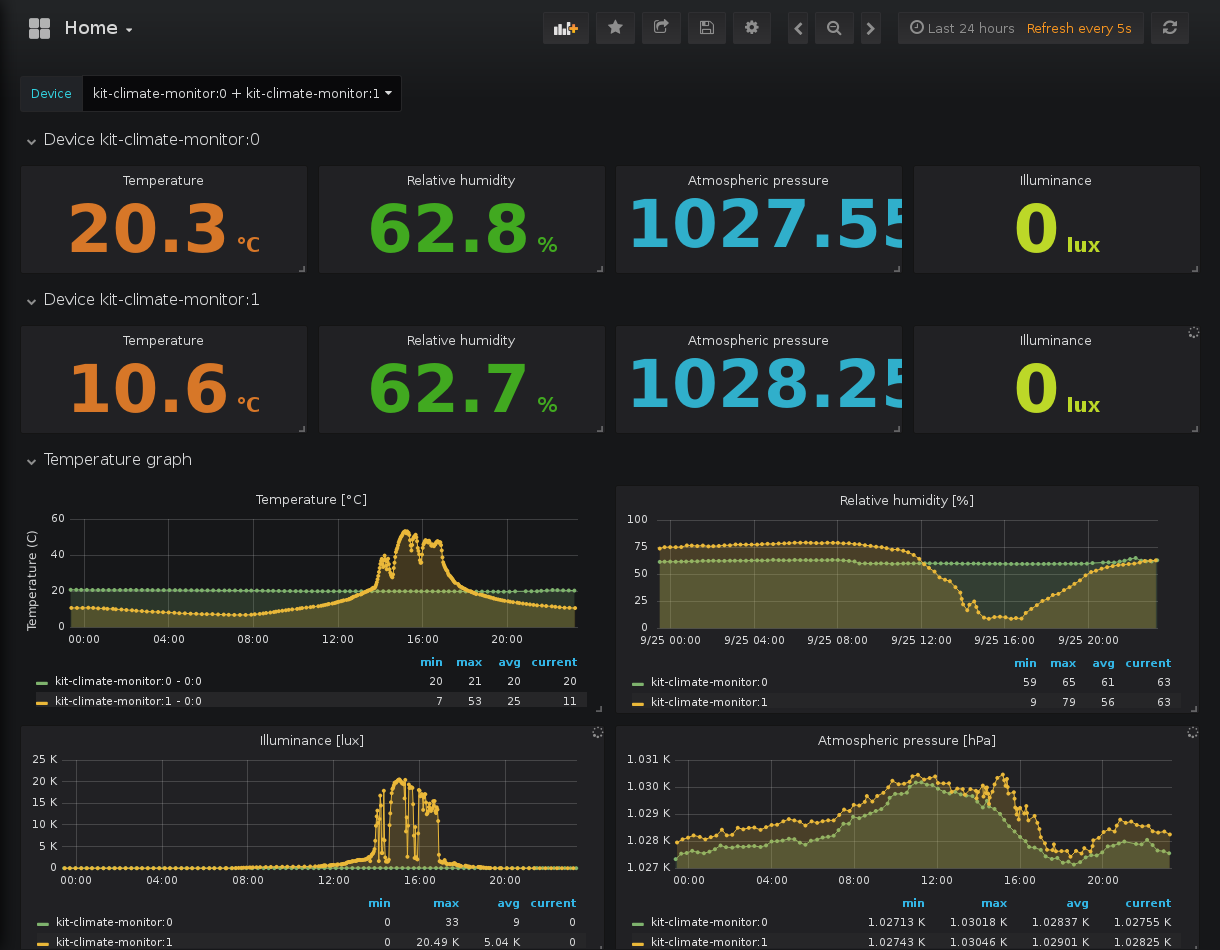 Home
Last 24 hours Refresh every 5s
Device kit-climate-monitor:0 + kit-climate-monitor:1
Device kit-climate-monitor:0
Temperature Relative humidity Atmospheric pressure Illuminance
20.3 °C 62.8 % 1027.55 0 lux
Device kit-climate-monitor:1
Temperature Relative humidity Atmospheric pressure Illuminance
10.6 °C 62.7 % 1028.25 0 lux
Temperature graph
Temperature [°C]
Temperature (C)
60
40
20
0
00:00 04:00 08:00 12:00 16:00 20:00
min max avg current
kit-climate-monitor:0 - 0:0 20 21 20 20
kit-climate-monitor:1 - 0:0 7 53 25 11
Relative humidity [%]
100
75
50
25
0
9/25 00:00 9/25 04:00 9/25 08:00 9/25 12:00 9/25 16:00 9/25 20:00
min max avg current
kit-climate-monitor:0 59 65 61 63
kit-climate-monitor:1 9 79 56 63
Illuminance [lux]
25 K
20 K
15 K
10 K
5 K
0
00:00 04:00 08:00 12:00 16:00 20:00
min max avg current
kit-climate-monitor:0 0 33 9 0
kit-climate-monitor:1 0 20.49 K 5.04 K 0
Atmospheric pressure [hPa]
1.031 K
1.030 K
1.029 K
1.028 K
1.027 K
00:00 04:00 08:00 12:00 16:00 20:00
min max avg current
kit-climate-monitor:0 1.02713 K 1.03018 K 1.02837 K 1.02755 K
kit-climate-monitor:1 1.02743 K 1.03046 K 1.02901 K 1.02825 K